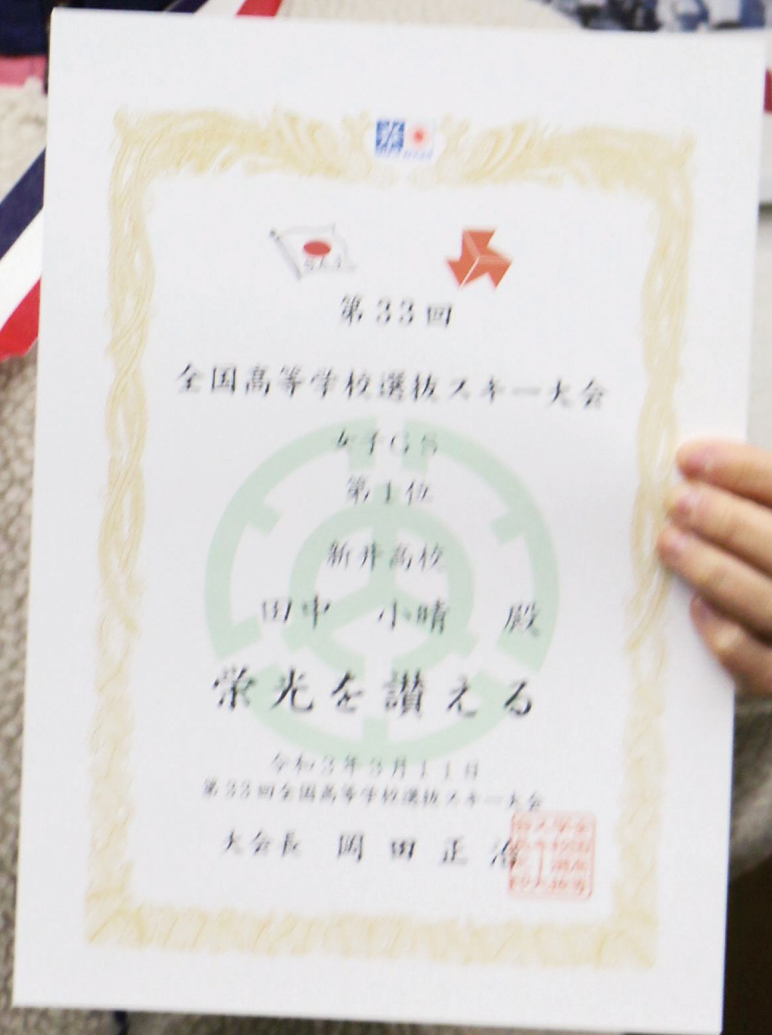 第33回
全国高等学校選抜スキー大会
女子GS
第1位
新井高校
田中 小晴 殿
栄光を讃える
令和3年3月11日
第33回全国高等学校選抜スキー大会
大会長 岡田正治